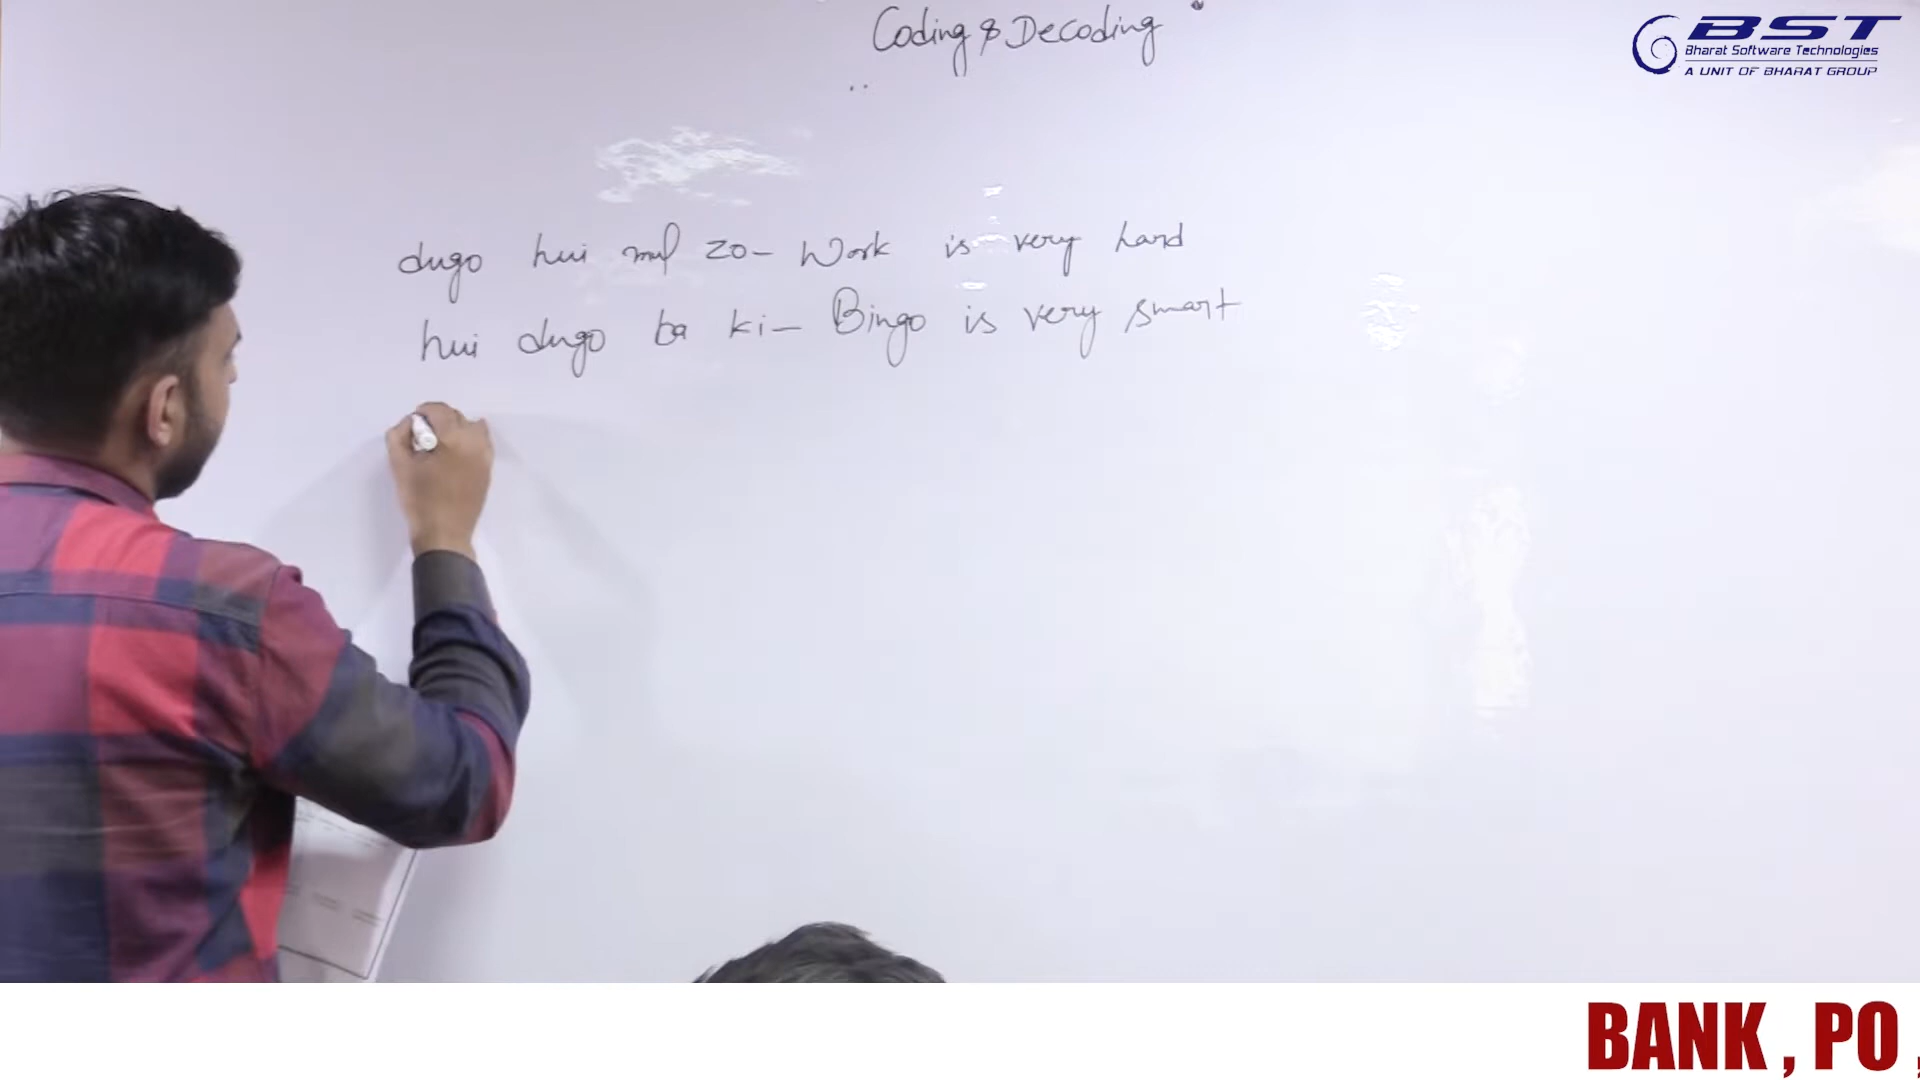 Coding & Decoding
BST
Bharat Software Technologies
A UNIT OF BHARAT GROUP
dugo hui mul zo - Work is very hard
hui dugo ba ki - Bingo is very smart
BANK, PO,